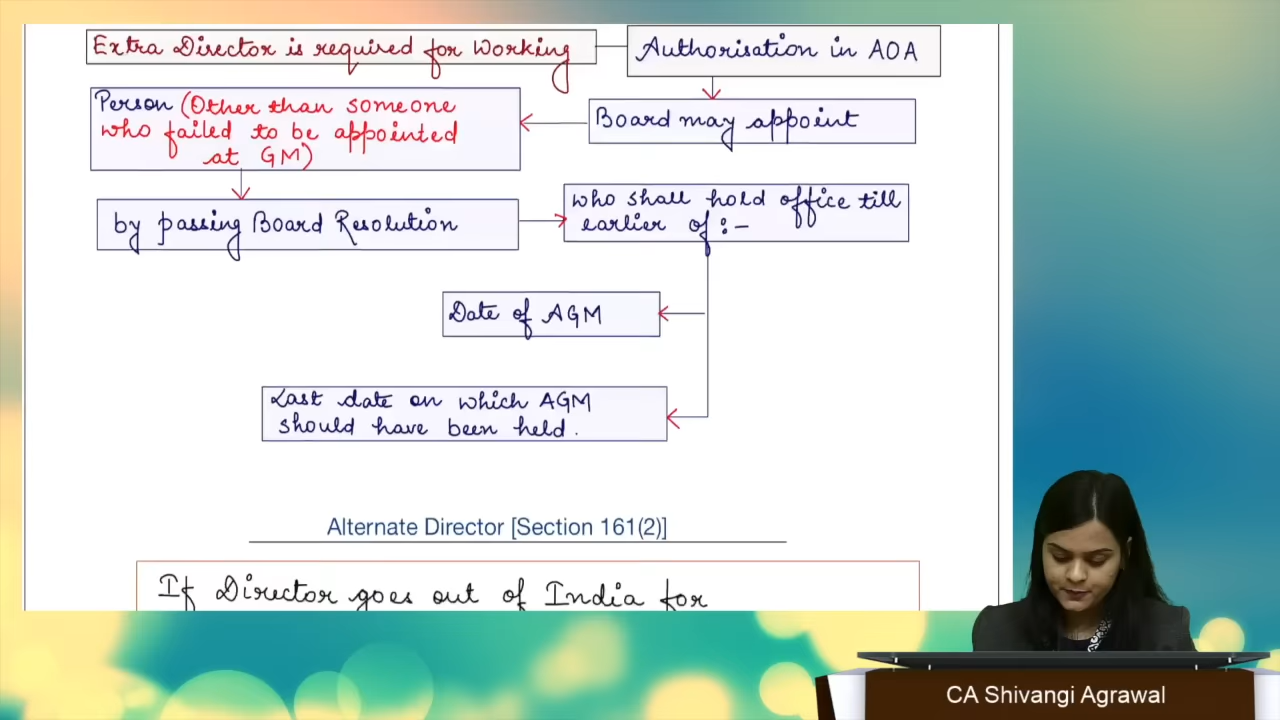 Extra Director is required for Working
Authorisation in AOA
Board may appoint
Person (Other than someone
who failed to be appointed
at GM)
by passing Board Resolution
who shall hold office till
earlier of :-
Date of AGM
Last date on which AGM
should have been held.
Alternate Director [Section 161(2)]
If Director goes out of India for
CA Shivangi Agrawal